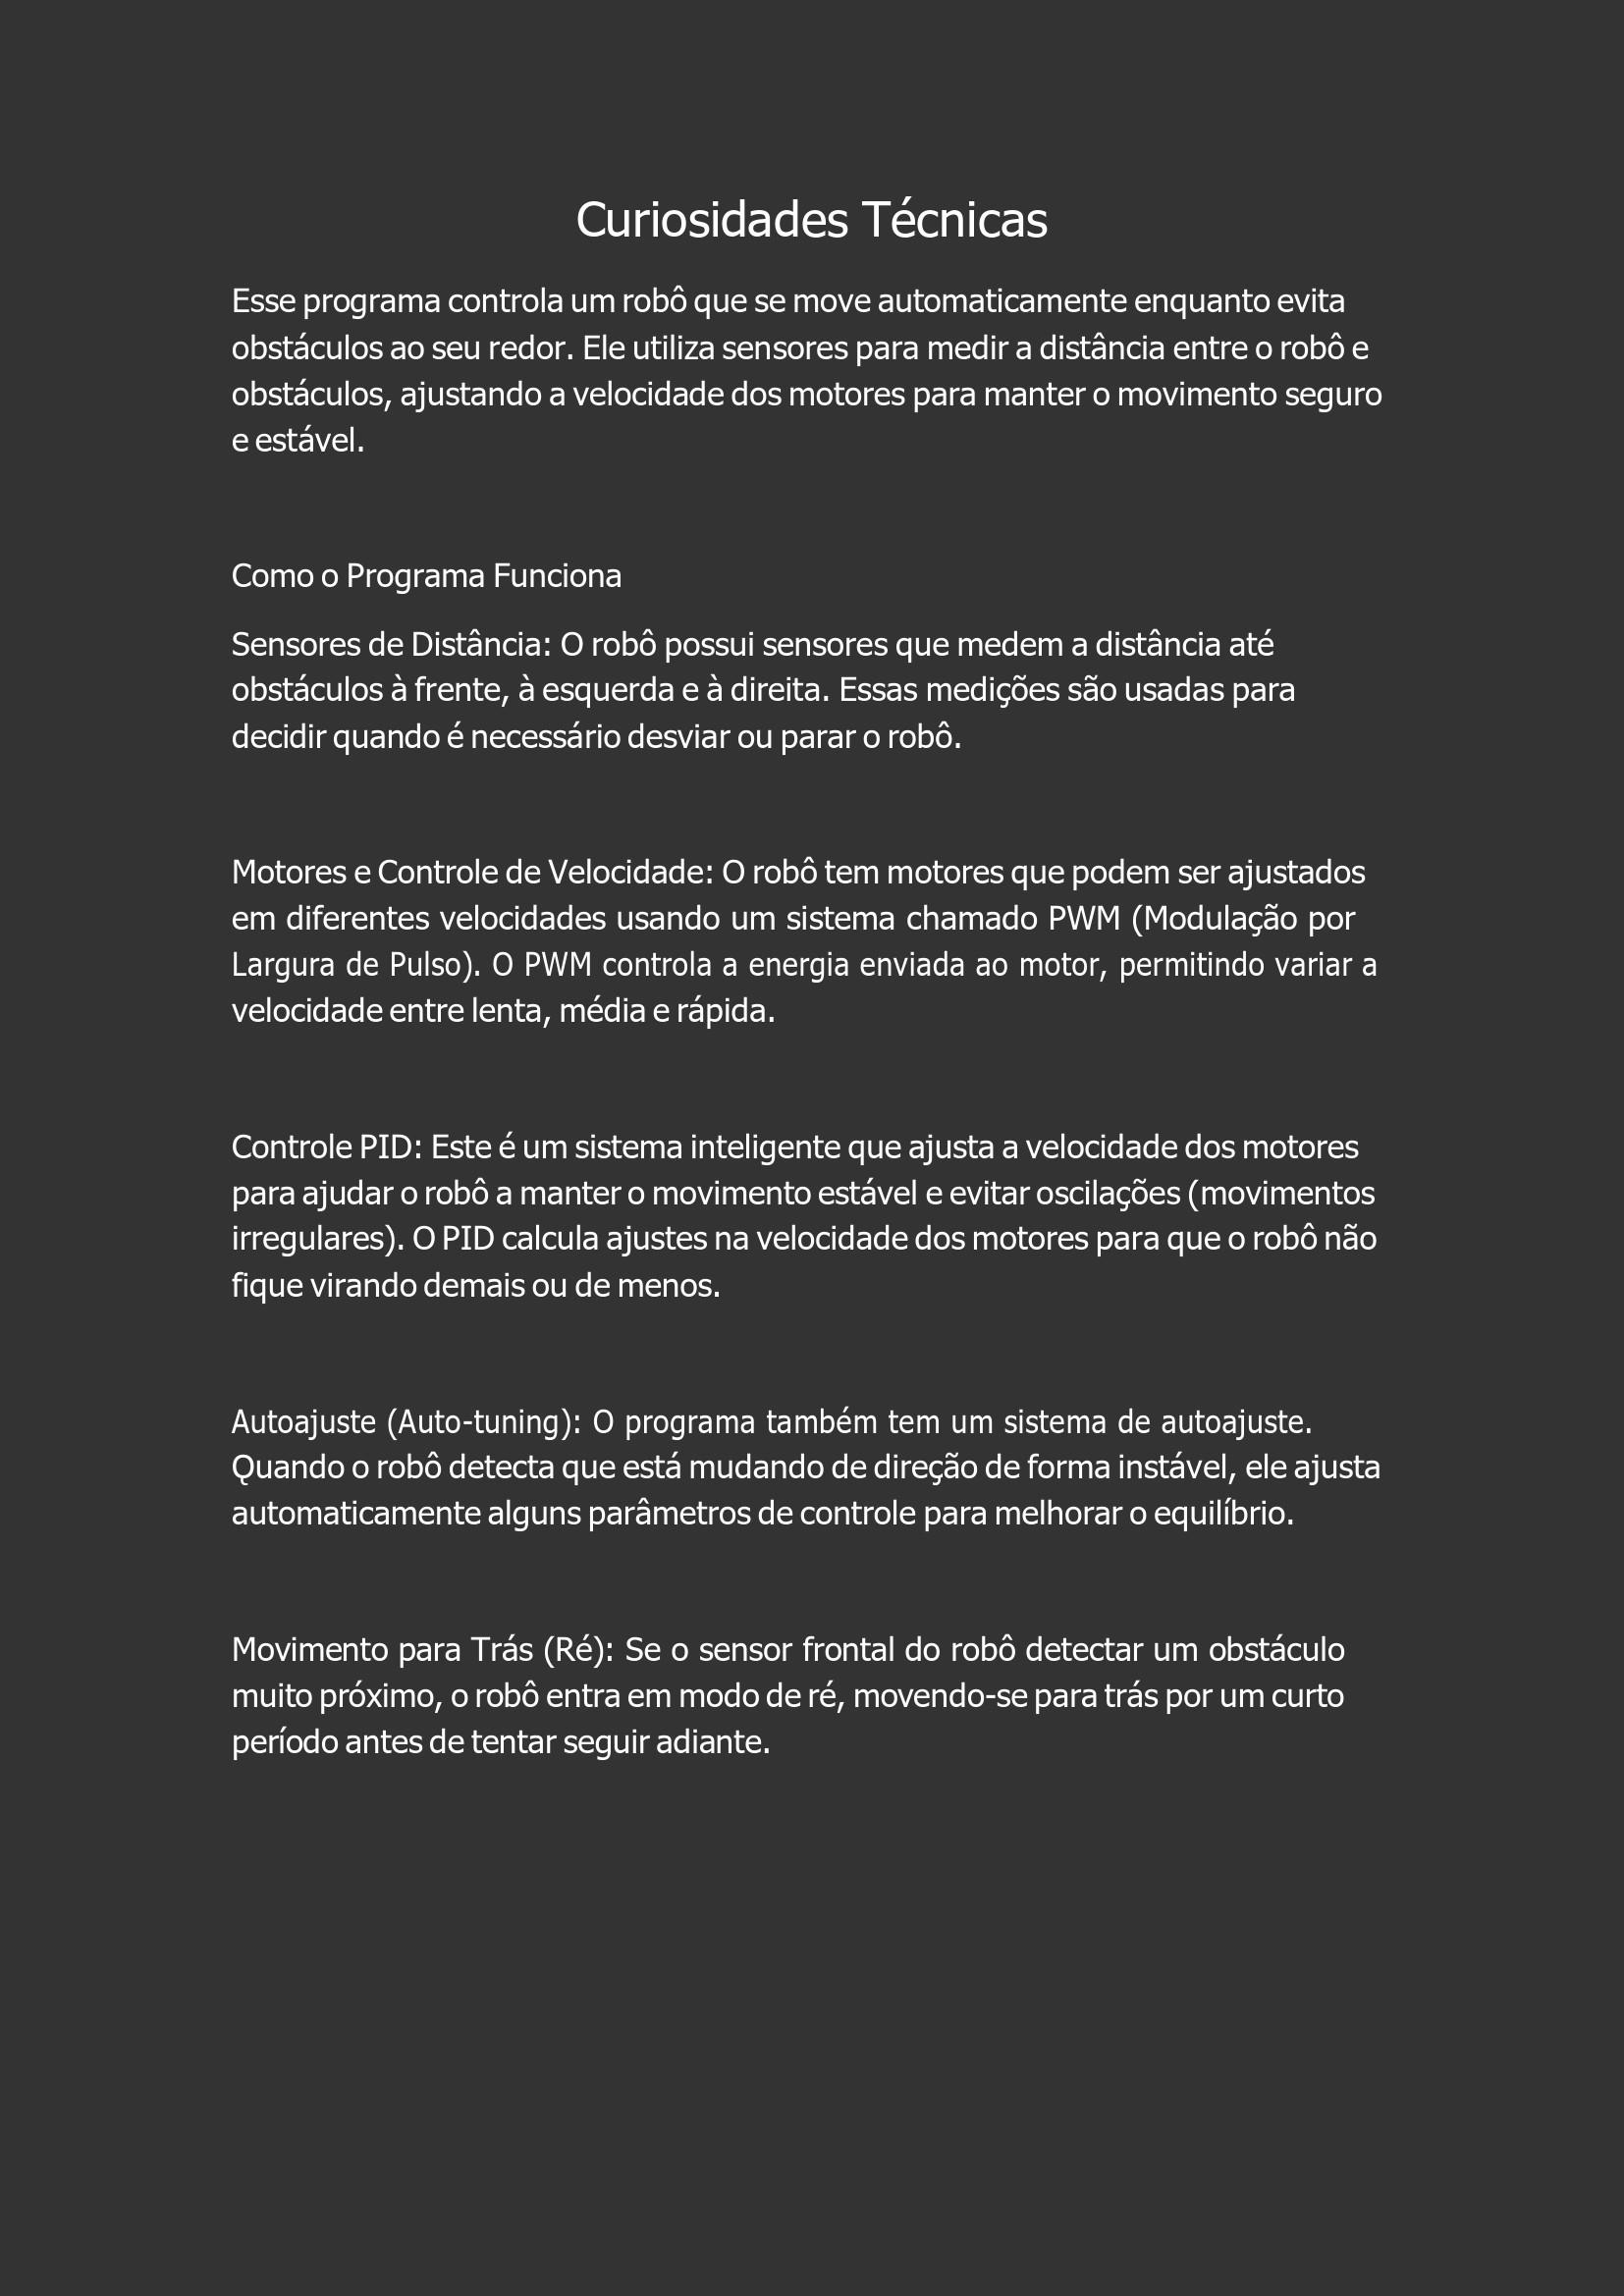 Curiosidades Técnicas
Esse programa controla um robô que se move automaticamente enquanto evita
obstáculos ao seu redor. Ele utiliza sensores para medir a distância entre o robô e
obstáculos, ajustando a velocidade dos motores para manter o movimento seguro
e estável.
Como o Programa Funciona
Sensores de Distância: O robô possui sensores que medem a distância até
obstáculos à frente, à esquerda e à direita. Essas medições são usadas para
decidir quando é necessário desviar ou parar o robô.
Motores e Controle de Velocidade: O robô tem motores que podem ser ajustados
em diferentes velocidades usando um sistema chamado PWM (Modulação por
Largura de Pulso). O PWM controla a energia enviada ao motor, permitindo variar a
velocidade entre lenta, média e rápida.
Controle PID: Este é um sistema inteligente que ajusta a velocidade dos motores
para ajudar o robô a manter o movimento estável e evitar oscilações (movimentos
irregulares). O PID calcula ajustes na velocidade dos motores para que o robô não
fique virando demais ou de menos.
Autoajuste (Auto-tuning): O programa também tem um sistema de autoajuste.
Quando o robô detecta que está mudando de direção de forma instável, ele ajusta
automaticamente alguns parâmetros de controle para melhorar o equilíbrio.
Movimento para Trás (Ré): Se o sensor frontal do robô detectar um obstáculo
muito próximo, o robô entra em modo de ré, movendo-se para trás por um curto
período antes de tentar seguir adiante.